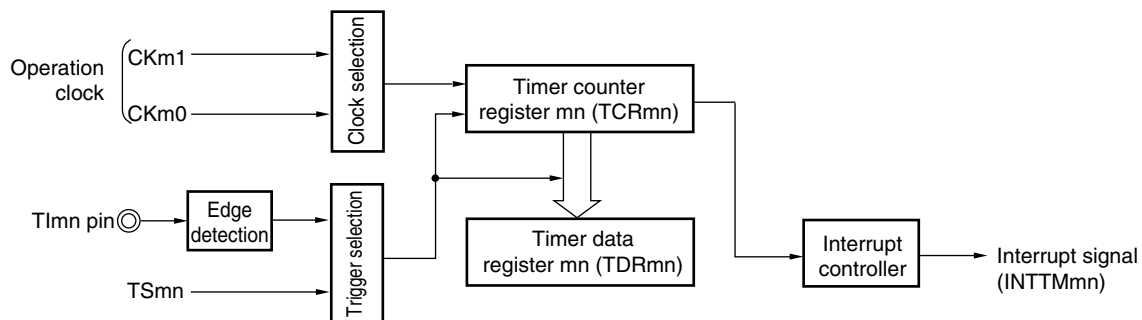 Operation
clock
CKm1
CKm0
Clock selection
Timer counter
register mn (TCRmn)
TImn pin
Edge
detection
TSmn
Trigger selection
Timer data
register mn (TDRmn)
Interrupt
controller
Interrupt signal
(INTTMmn)